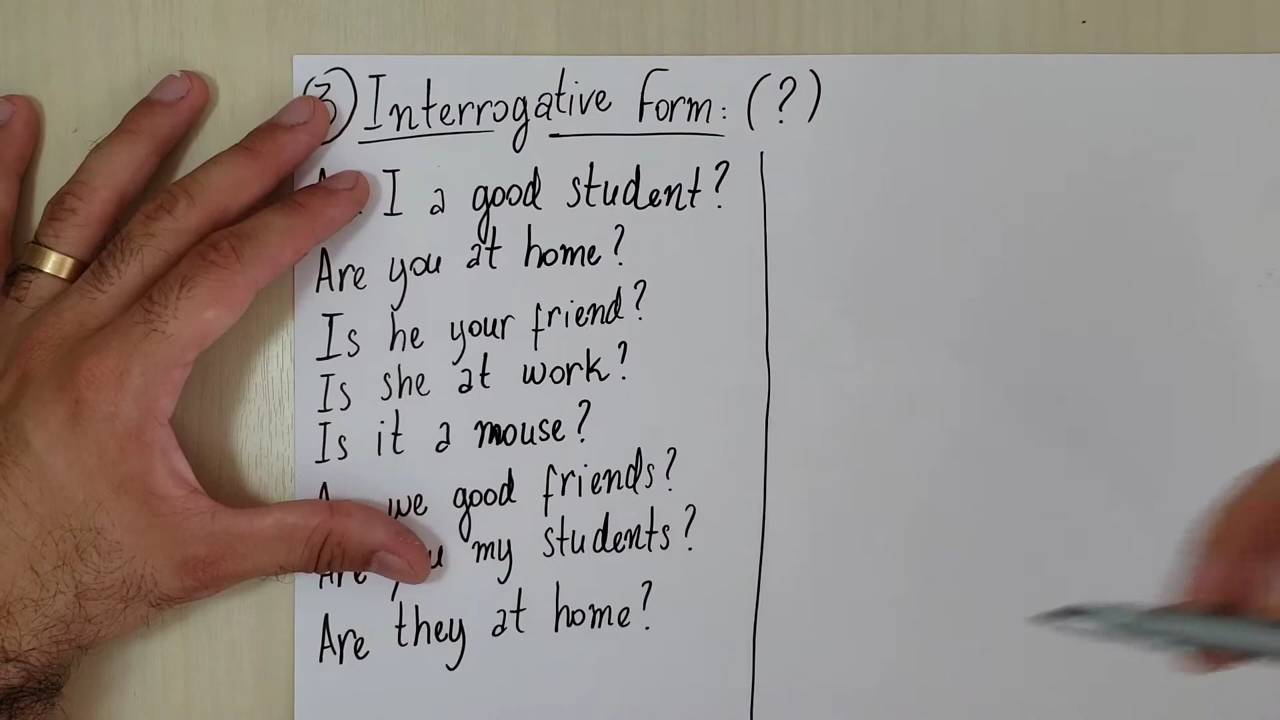 (3) Interrogative Form: (?)
I a good student?
Are you at home?
Is he your friend?
Is she at work?
Is it a mouse?
we good friends?
Are my students?
Are they at home?